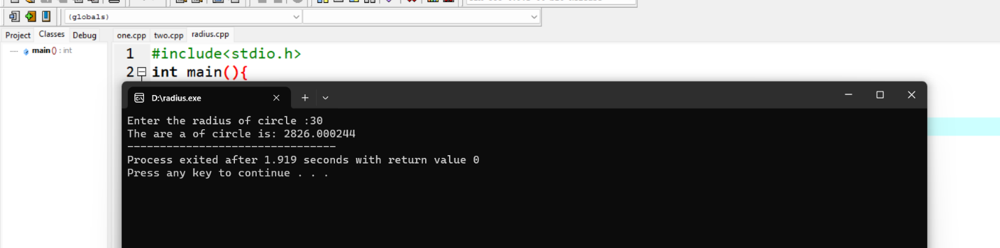 (globals)
Project Classes Debug
one.cpp two.cpp radius.cpp
main () : int
1 #include<stdio.h>
2 int main(){
D:\radius.exe
Enter the radius of circle :30
The are a of circle is: 2826.000244
--------------------------------
Process exited after 1.919 seconds with return value 0
Press any key to continue . . .